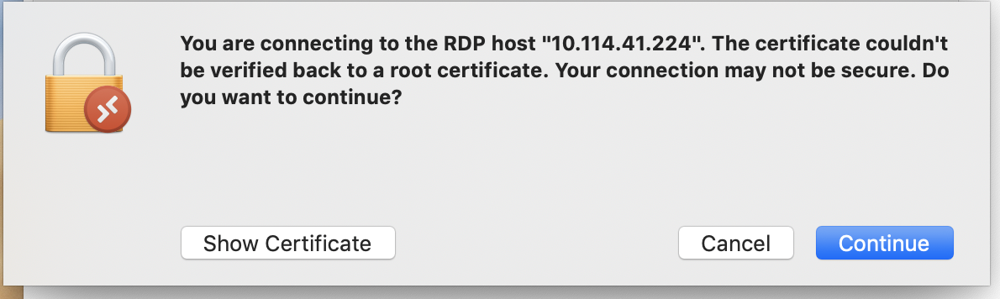 You are connecting to the RDP host "10.114.41.224". The certificate couldn't
be verified back to a root certificate. Your connection may not be secure. Do
you want to continue?
Show Certificate
Cancel
Continue